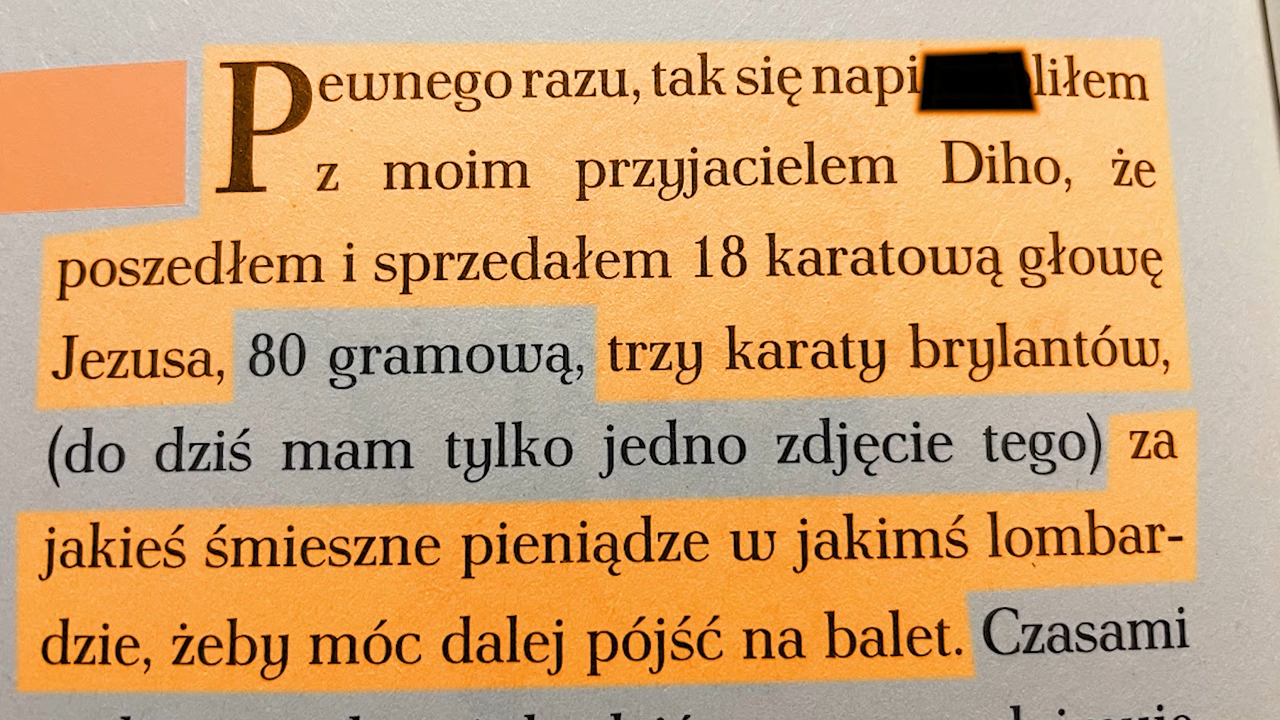 Pewnego razu, tak się
z moim przyjacielem Diho, że
poszedłem i sprzedałem 18 karatową głowę
Jezusa, 80 gramową, trzy karaty brylantów,
(do dziś mam tylko jedno zdjęcie tego) za
jakieś śmieszne pieniądze w jakimś lombar-
dzie, żeby móc dalej pójść na balet. Czasami